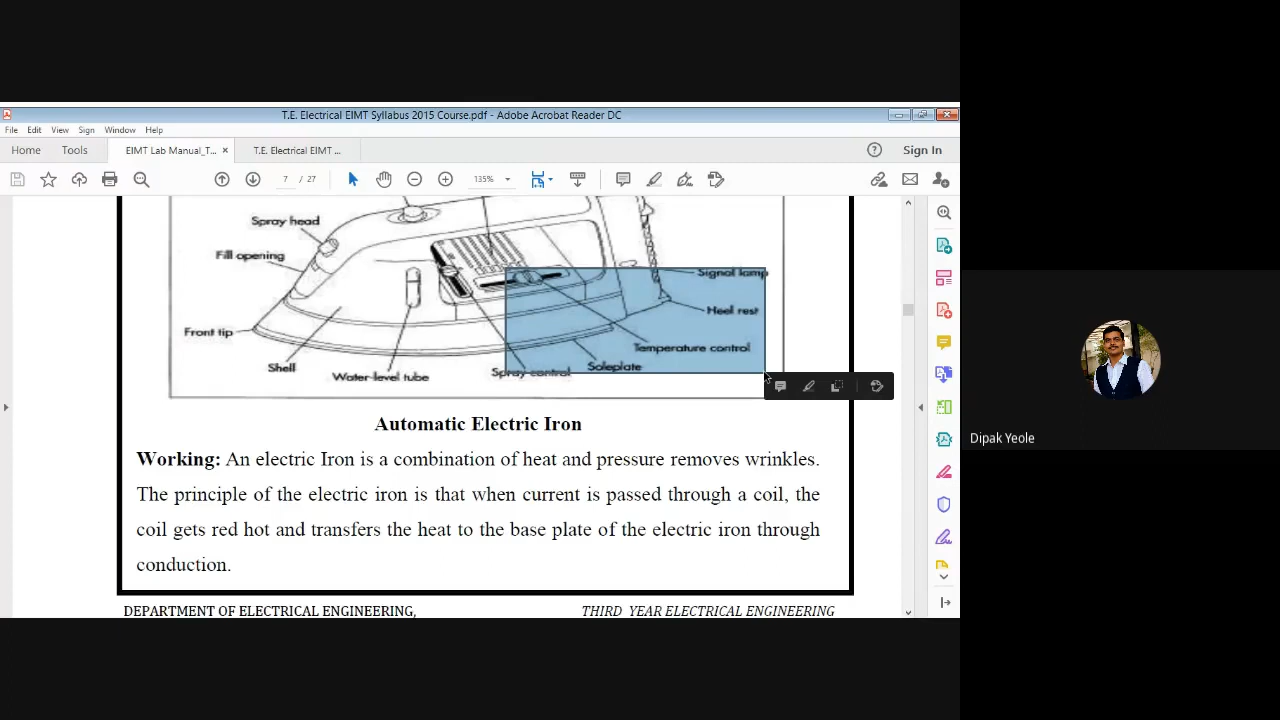 T.E. Electrical EIMT Syllabus 2015 Course.pdf - Adobe Acrobat Reader DC
File Edit View Sign Window Help
Home Tools EIMT Lab Manual_T... × T.E. Electrical EIMT ... Sign In
7 / 27 135%
Spray head
Fill opening
Signal lamp
Heel rest
Front tip
Temperature control
Shell
Water-level tube
Spray control
Soleplate
Automatic Electric Iron
Working: An electric Iron is a combination of heat and pressure removes wrinkles.
The principle of the electric iron is that when current is passed through a coil, the
coil gets red hot and transfers the heat to the base plate of the electric iron through
conduction.
DEPARTMENT OF ELECTRICAL ENGINEERING, THIRD YEAR ELECTRICAL ENGINEERING
Dipak Yeole